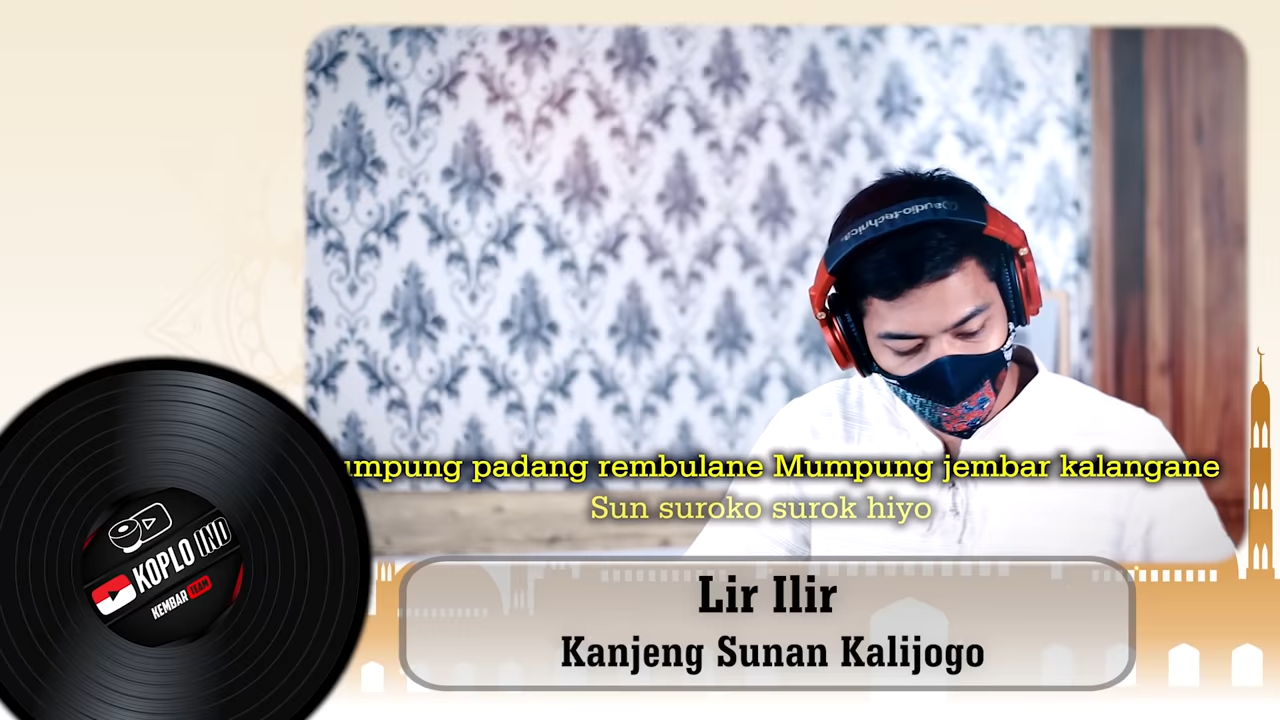 audio-technica
umpung padang rembulane Mumpung jembar kalangane
Sun suroko surok hiyo
KOPLO IND
KEMBAR TEAM
Lir Ilir
Kanjeng Sunan Kalijogo